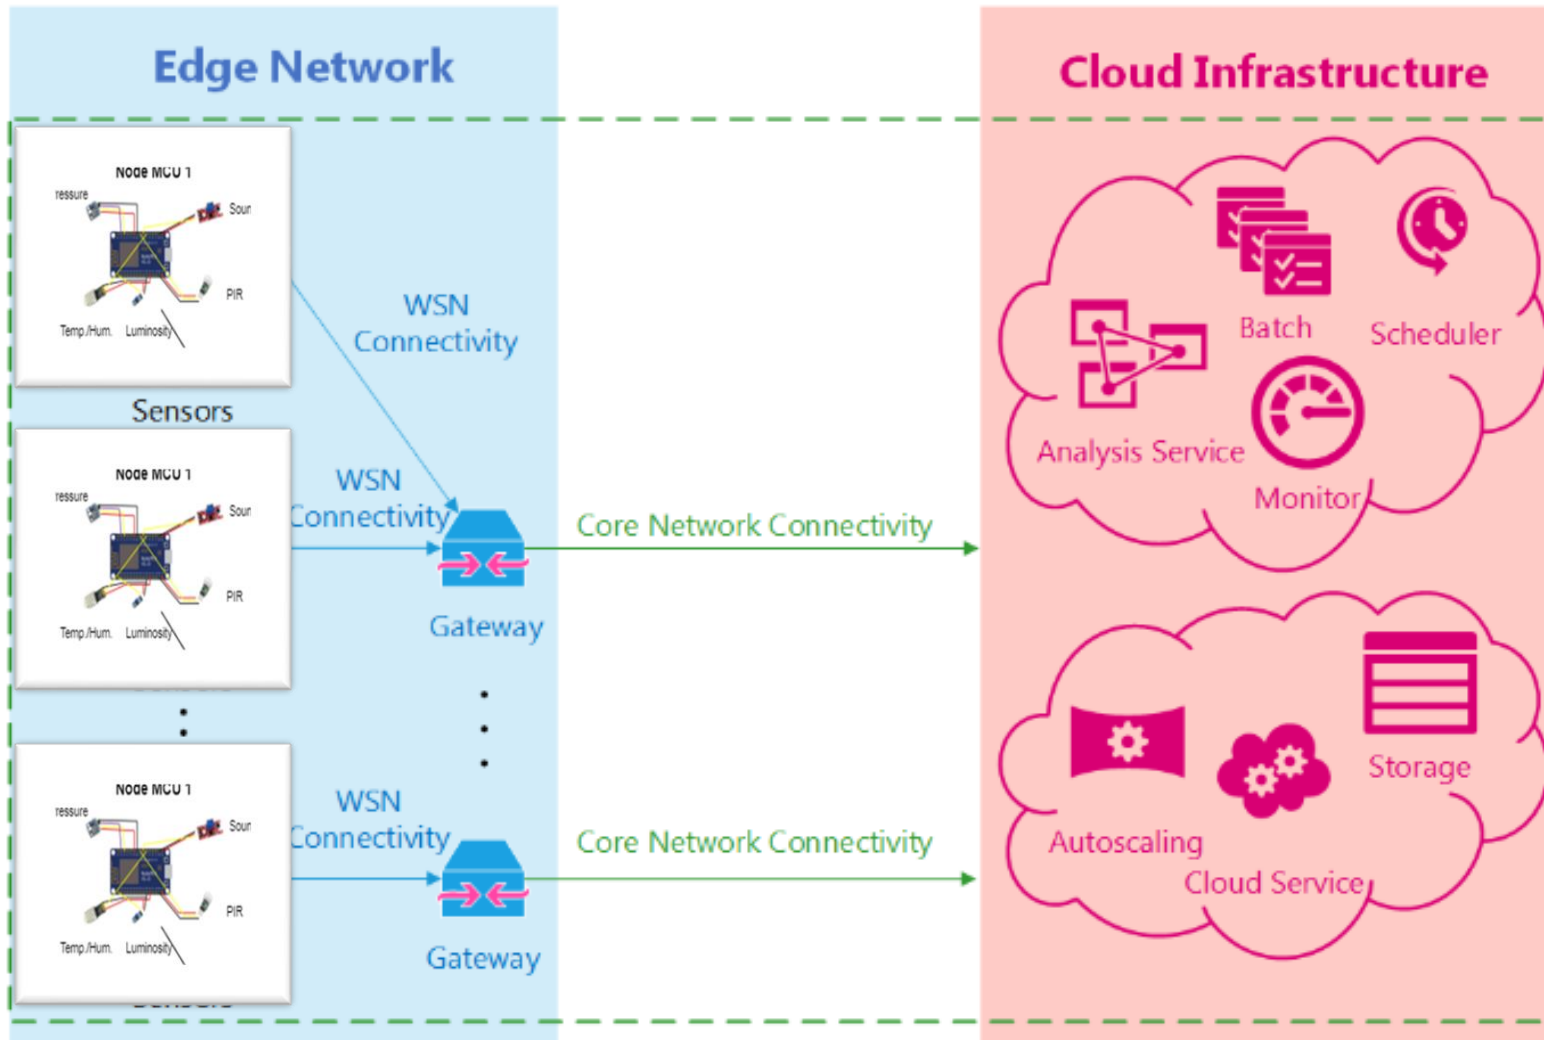 Edge Network
Cloud Infrastructure
Node MCU 1
ressure
Soun
PIR
Temp./Hum.
Luminosity
Sensors
WSN
Connectivity
Node MCU 1
ressure
Soun
PIR
Temp./Hum.
Luminosity
WSN
Connectivity
Gateway
Core Network Connectivity
Node MCU 1
ressure
Soun
PIR
Temp./Hum.
Luminosity
WSN
Connectivity
Gateway
Core Network Connectivity
Batch
Scheduler
Analysis Service
Monitor
Storage
Autoscaling
Cloud Service